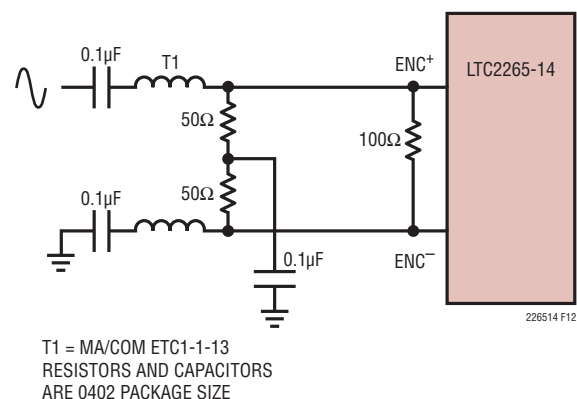 0.1µF
T1
ENC+
LTC2265-14
50Ω
100Ω
50Ω
0.1µF
0.1µF
ENC–
226514 F12
T1 = MA/COM ETC1-1-13
RESISTORS AND CAPACITORS
ARE 0402 PACKAGE SIZE